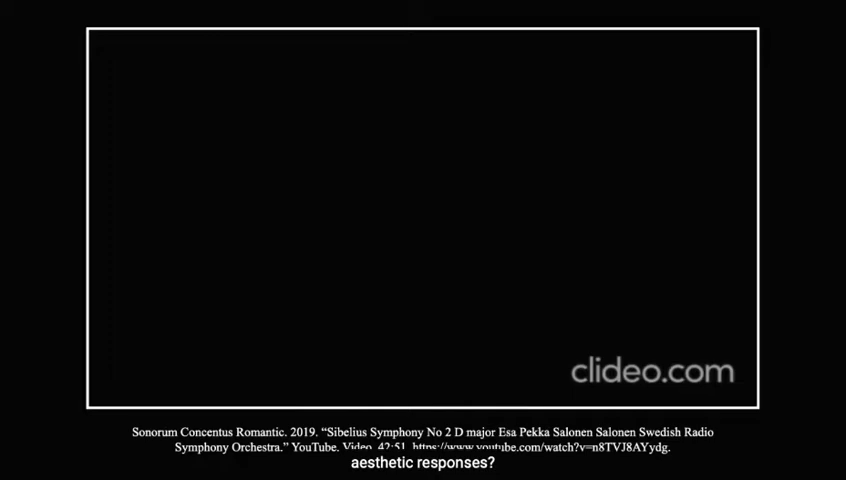 clideo.com
Sonorum Concentus Romantic. 2019. “Sibelius Symphony No 2 D major Esa Pekka Salonen Salonen Swedish Radio
Symphony Orchestra.” YouTube. Video, 42:51. https://www.youtube.com/watch?v=n8TVJ8AYydg.
aesthetic responses?